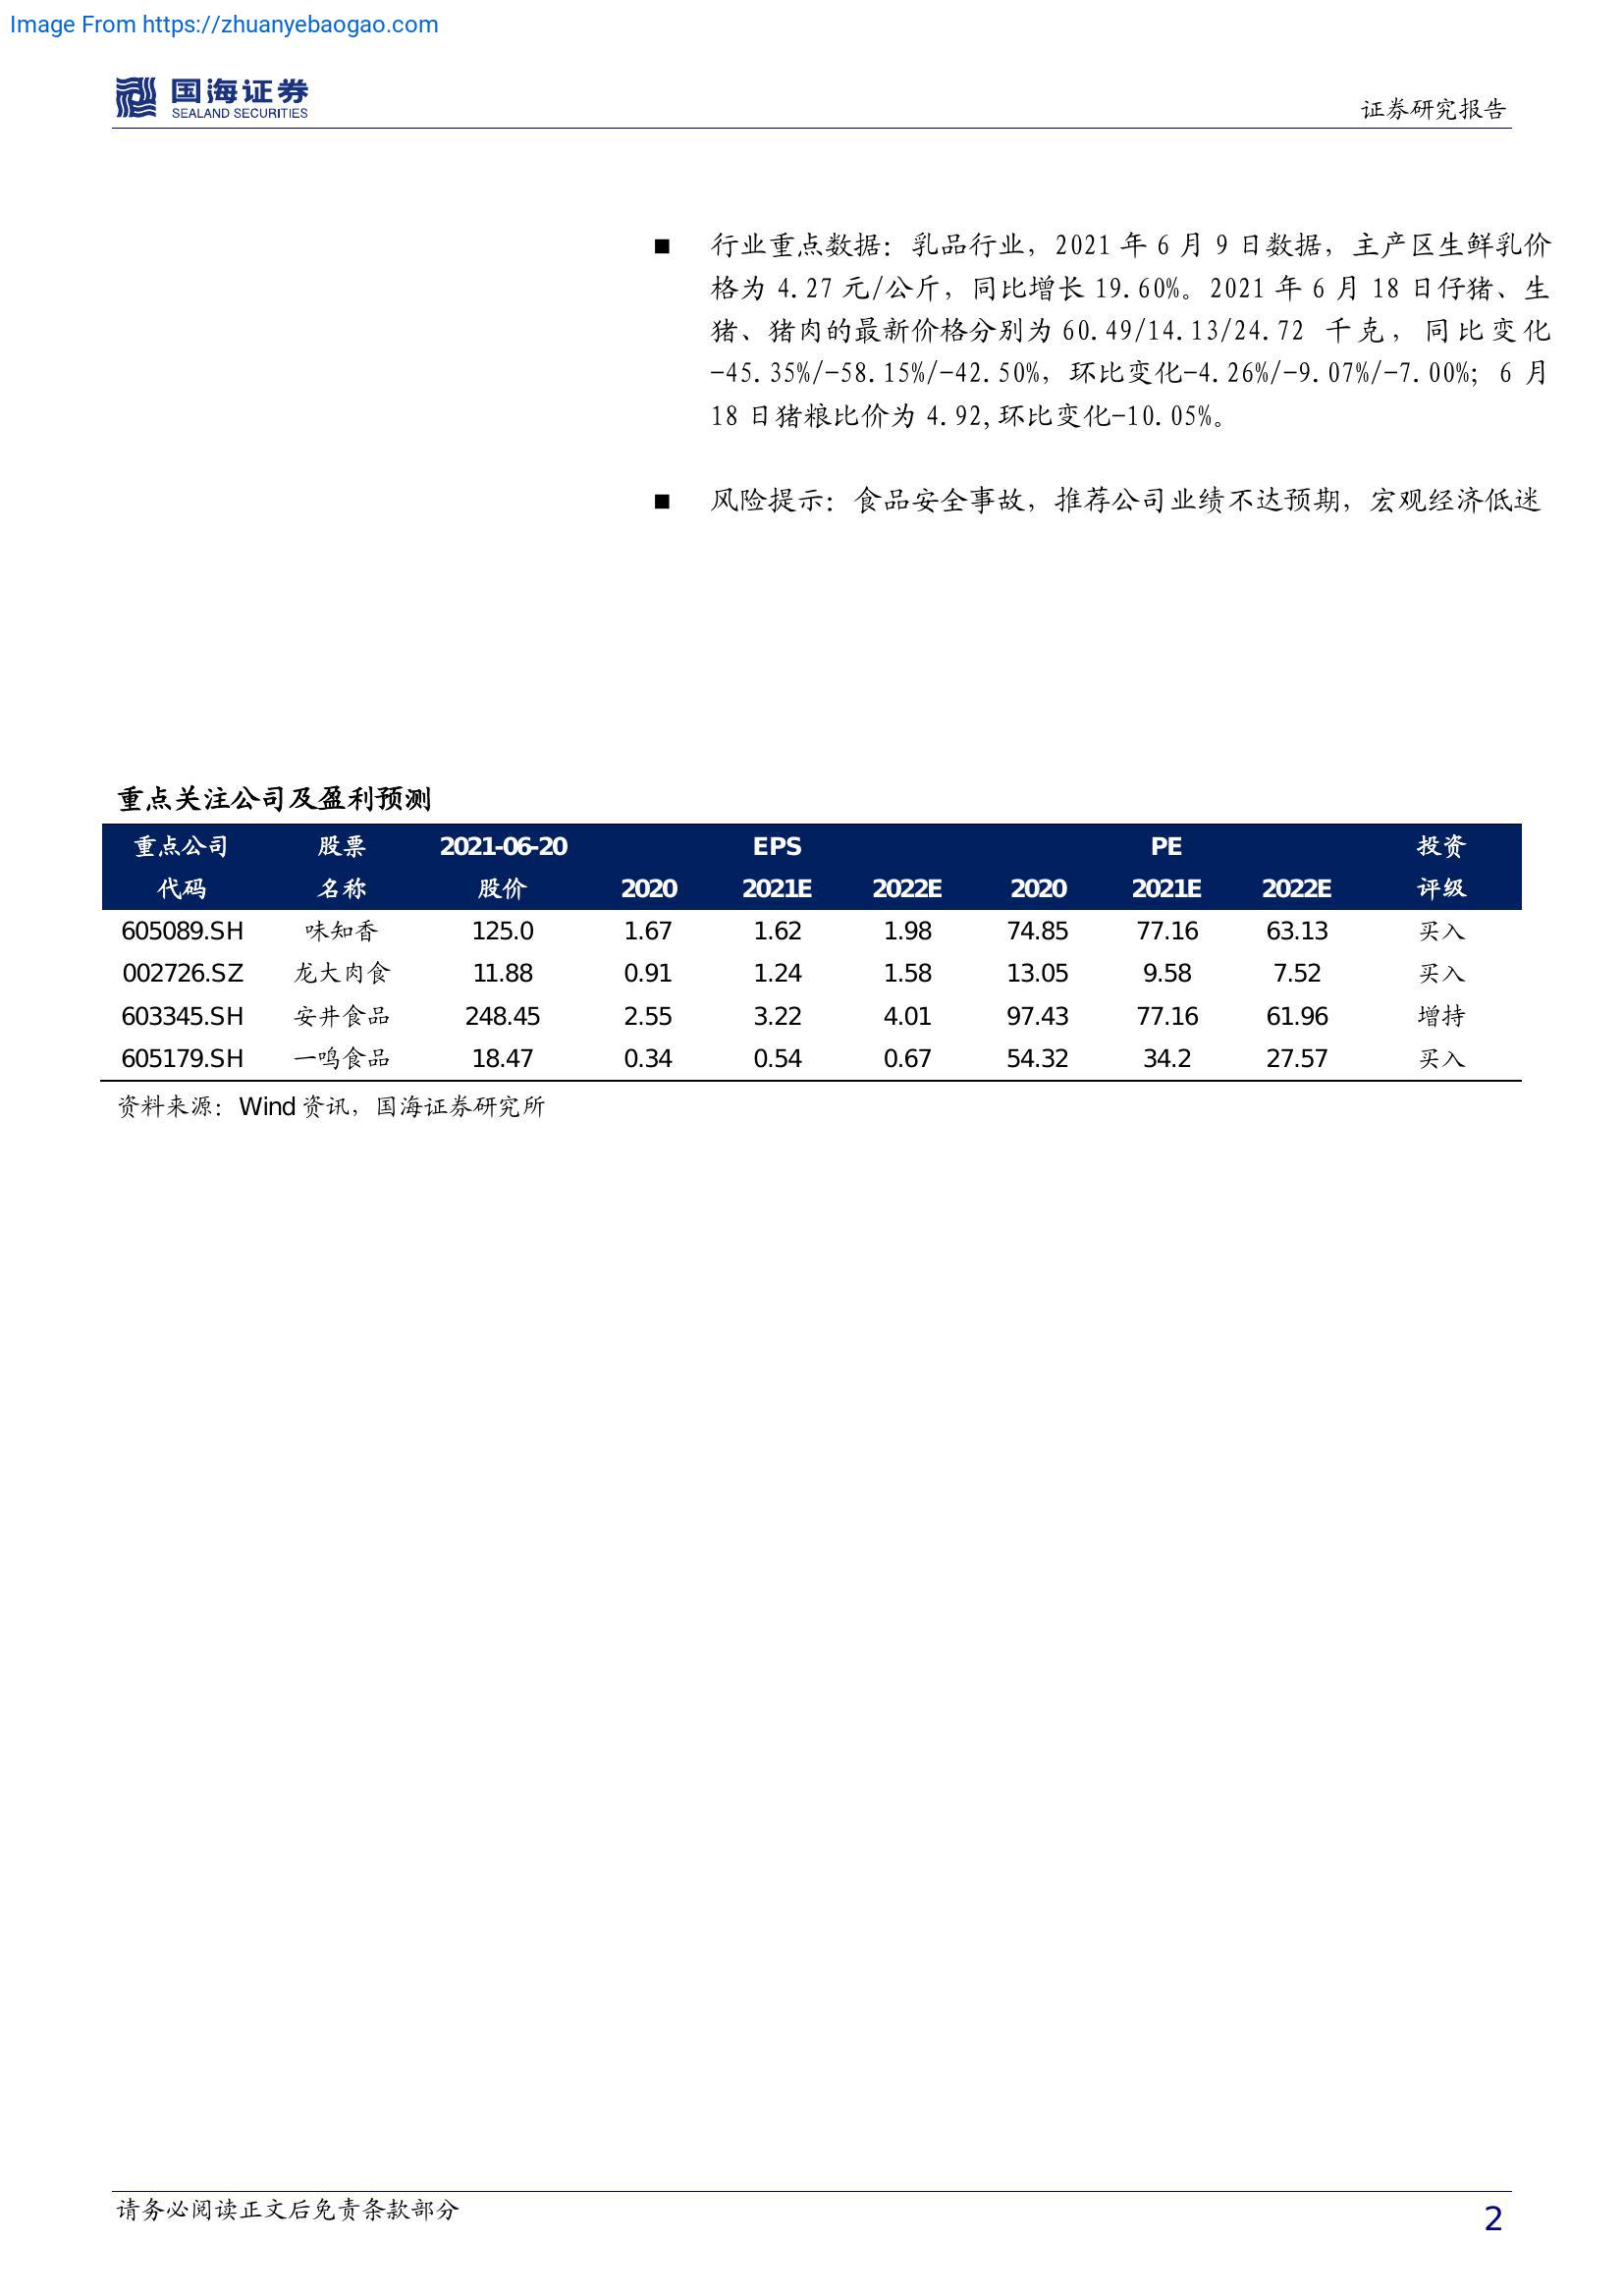 Image From https://zhuanyebaogao.com
国海证券
SEALAND SECURITIES
证券研究报告
■ 行业重点数据：乳品行业，2021 年 6 月 9 日数据，主产区生鲜乳价
格为 4.27 元/公斤，同比增长 19.60%。2021 年 6 月 18 日仔猪、生
猪、猪肉的最新价格分别为 60.49/14.13/24.72 千克，同比变化
-45.35%/-58.15%/-42.50%，环比变化-4.26%/-9.07%/-7.00%；6 月
18 日猪粮比价为 4.92,环比变化-10.05%。
■ 风险提示：食品安全事故，推荐公司业绩不达预期，宏观经济低迷
重点关注公司及盈利预测
重点公司 股票 2021-06-20 EPS PE 投资
代码 名称 股价 2020 2021E 2022E 2020 2021E 2022E 评级
605089.SH 味知香 125.0 1.67 1.62 1.98 74.85 77.16 63.13 买入
002726.SZ 龙大肉食 11.88 0.91 1.24 1.58 13.05 9.58 7.52 买入
603345.SH 安井食品 248.45 2.55 3.22 4.01 97.43 77.16 61.96 增持
605179.SH 一鸣食品 18.47 0.34 0.54 0.67 54.32 34.2 27.57 买入
资料来源：Wind 资讯，国海证券研究所
请务必阅读正文后免责条款部分
2